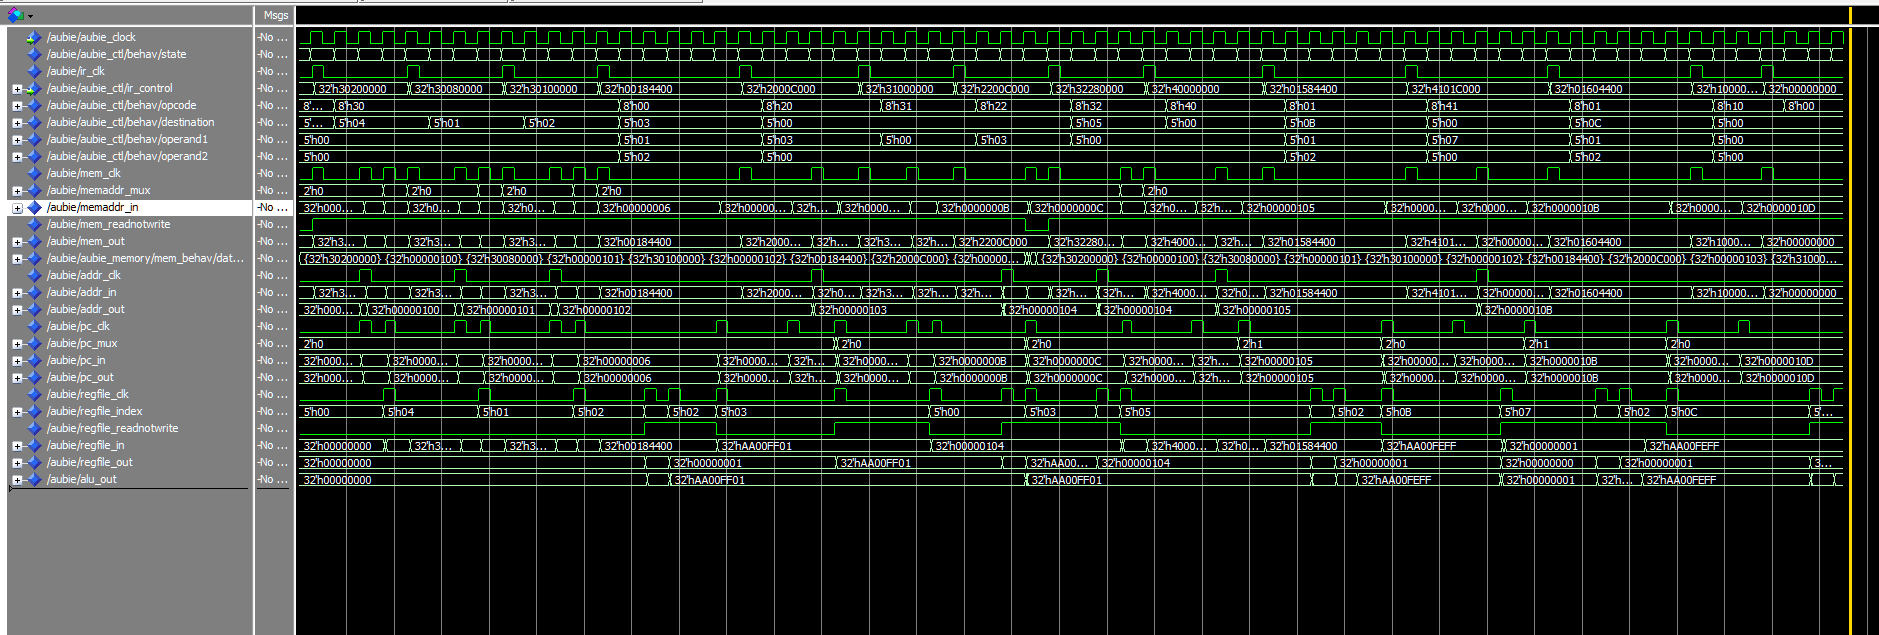 Msgs
/aubie/aubie_clock -No ...
/aubie/aubie_ctl/behav/state -No ...
/aubie/ir_clk -No ...
/aubie/aubie_ctl/ir_control -No ... 32'h30200000 32'h30080000 32'h30100000 32'h00184400 32'h2000C000 32'h31000000 32'h2200C000 32'h32280000 32'h40000000 32'h01584400 32'h4101C000 32'h01604400 32'h10000... 32'h00000000
/aubie/aubie_ctl/behav/opcode -No ... 8'... 8'h30 8'h00 8'h20 8'h31 8'h22 8'h32 8'h40 8'h01 8'h41 8'h01 8'h10 8'h00
/aubie/aubie_ctl/behav/destination -No ... 5'... 5'h04 5'h01 5'h02 5'h03 5'h00 5'h05 5'h00 5'h0B 5'h00 5'h0C 5'h00
/aubie/aubie_ctl/behav/operand1 -No ... 5'h00 5'h01 5'h03 5'h00 5'h03 5'h00 5'h01 5'h07 5'h01 5'h00
/aubie/aubie_ctl/behav/operand2 -No ... 5'h00 5'h02 5'h00 5'h02 5'h00 5'h02 5'h00
/aubie/mem_clk -No ...
/aubie/memaddr_mux -No ... 2'h0 2'h0 2'h0 2'h0 2'h0
/aubie/memaddr_in -No ... 32'h000... 32'h0... 32'h0... 32'h00000006 32'h00000... 32'h... 32'h0000... 32'h0000000B 32'h0000000C 32'h0... 32'h... 32'h00000105 32'h0000... 32'h0000... 32'h0000010B 32'h0000... 32'h0000010D
/aubie/mem_readnotwrite -No ...
/aubie/mem_out -No ... 32'h3... 32'h3... 32'h3... 32'h00184400 32'h2000... 32'h... 32'h3... 32'h... 32'h2200C000 32'h32280... 32'h4000... 32'h... 32'h01584400 32'h4101... 32'h00000... 32'h01604400 32'h1000... 32'h00000000
/aubie/aubie_memory/mem_behav/dat... -No ... {32'h30200000} {32'h00000100} {32'h30080000} {32'h00000101} {32'h30100000} {32'h00000102} {32'h00184400} {32'h2000C000} {32'h00000... {32'h30200000} {32'h00000100} {32'h30080000} {32'h00000101} {32'h30100000} {32'h00000102} {32'h00184400} {32'h2000C000} {32'h00000103} {32'h31000...
/aubie/addr_clk -No ...
/aubie/addr_in -No ... 32'h3... 32'h3... 32'h3... 32'h00184400 32'h2000... 32'h0... 32'h3... 32'h... 32'h... 32'h... 32'h... 32'h4000... 32'h... 32'h01584400 32'h4101... 32'h00000... 32'h01604400 32'h10000... 32'h00000000
/aubie/addr_out -No ... 32'h000... 32'h00000100 32'h00000101 32'h00000102 32'h00000103 32'h00000104 32'h00000104 32'h00000105 32'h0000010B
/aubie/pc_clk -No ...
/aubie/pc_mux -No ... 2'h0 2'h0 2'h0 2'h1 2'h0 2'h1 2'h0
/aubie/pc_in -No ... 32'h000... 32'h0000... 32'h0000... 32'h00000006 32'h0000... 32'h... 32'h0000... 32'h0000000B 32'h0000000C 32'h0000... 32'h... 32'h00000105 32'h0000... 32'h0000... 32'h0000010B 32'h0000... 32'h0000010D
/aubie/pc_out -No ... 32'h000... 32'h0000... 32'h0000... 32'h00000006 32'h0000... 32'h... 32'h0000... 32'h0000000B 32'h0000000C 32'h0000... 32'h... 32'h00000105 32'h0000... 32'h0000... 32'h0000010B 32'h0000... 32'h0000010D
/aubie/regfile_clk -No ...
/aubie/regfile_index -No ... 5'h00 5'h04 5'h01 5'h02 5'h02 5'h03 5'h00 5'h03 5'h05 5'h02 5'h0B 5'h07 5'h02 5'h0C 5'...
/aubie/regfile_readnotwrite -No ...
/aubie/regfile_in -No ... 32'h00000000 32'h3... 32'h3... 32'h00184400 32'hAA00FF01 32'h00000104 32'h4000... 32'h0... 32'h01584400 32'hAA00FEFF 32'h00000001 32'hAA00FEFF
/aubie/regfile_out -No ... 32'h00000000 32'h00000001 32'hAA00FF01 32'hAA00... 32'h00000104 32'h00000001 32'h00000000 32'h00000001 3...
/aubie/alu_out -No ... 32'h00000000 32'hAA00FF01 32'hAA00FF01 32'hAA00FEFF 32'h00000001 32'h... 32'hAA00FEFF